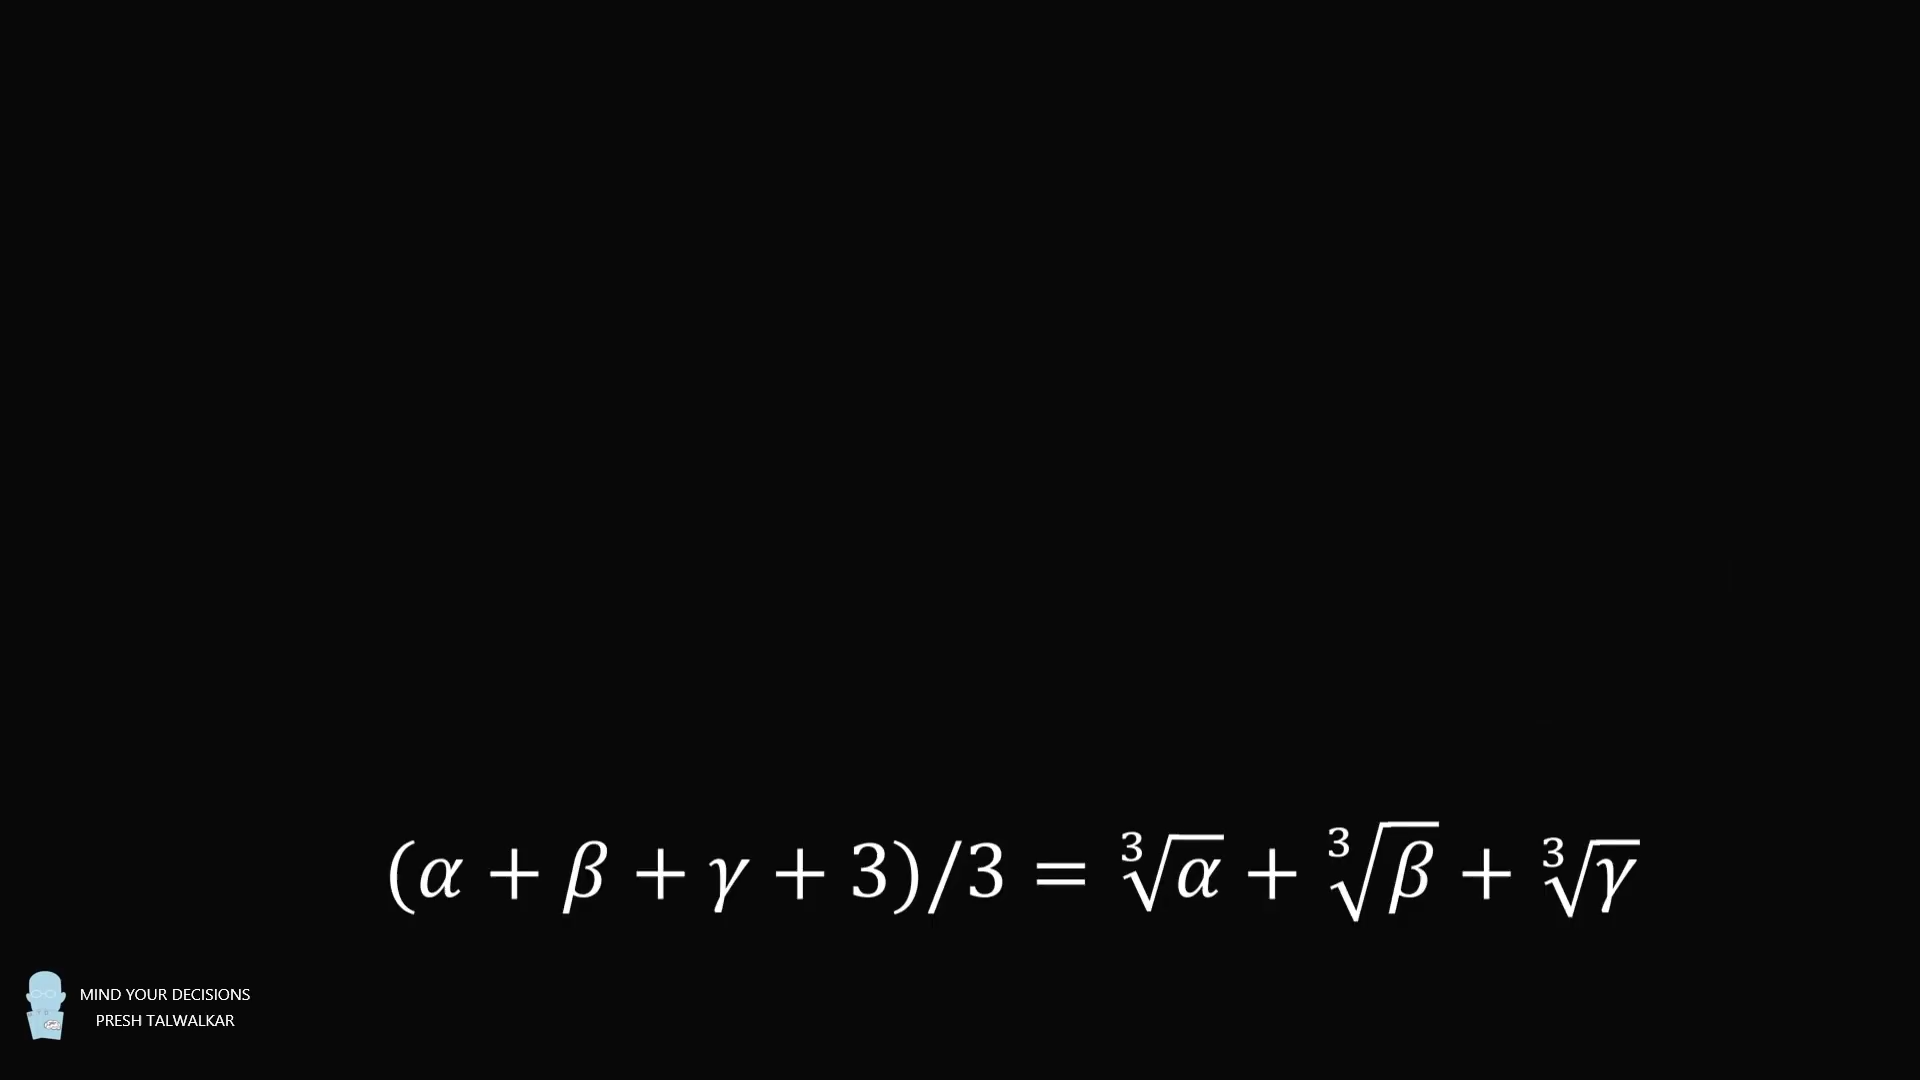 (α + β + γ + 3)/3 = ∛α + ∛β + ∛γ
MIND YOUR DECISIONS
PRESH TALWALKAR